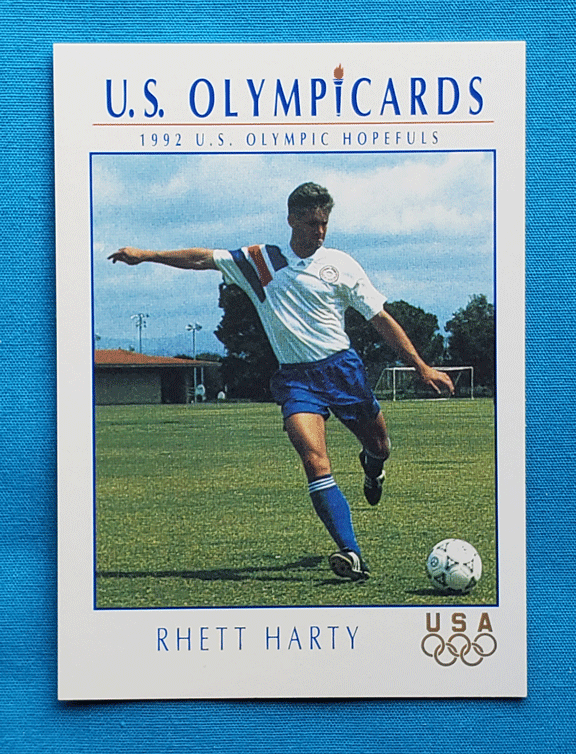 U.S. OLYMPICARDS
1992 U.S. OLYMPIC HOPEFULS
RHETT HARTY
USA